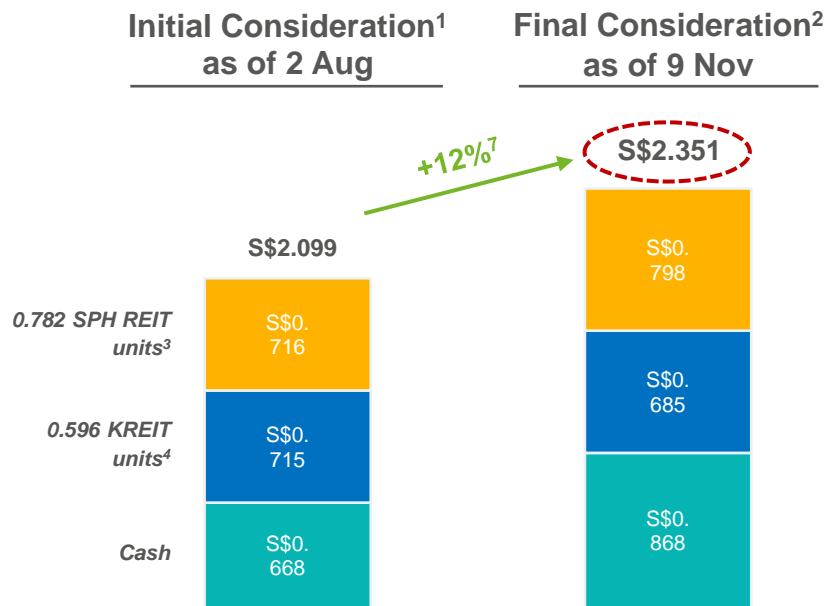 Initial Consideration1
as of 2 Aug
Final Consideration2
as of 9 Nov
+12%7
S$2.351
S$2.099
0.782 SPH REIT
units3
S$0.
716
S$0.
798
0.596 KREIT
units4
S$0.
715
S$0.
685
Cash
S$0.
668
S$0.
868